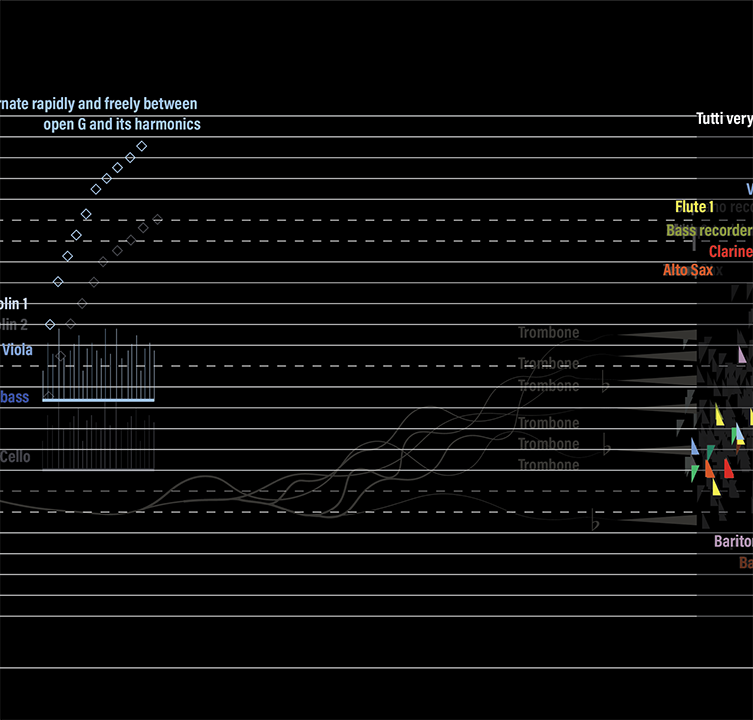 rnate rapidly and freely between
open G and its harmonics
Tutti very
V
Flute 1
no rec
Bass recorder
Clarine
Alto Sax
olin 1
olin 2
Viola
bass
Cello
Trombone
Trombone
Trombone
Trombone
Trombone
Trombone
Barito
Ba